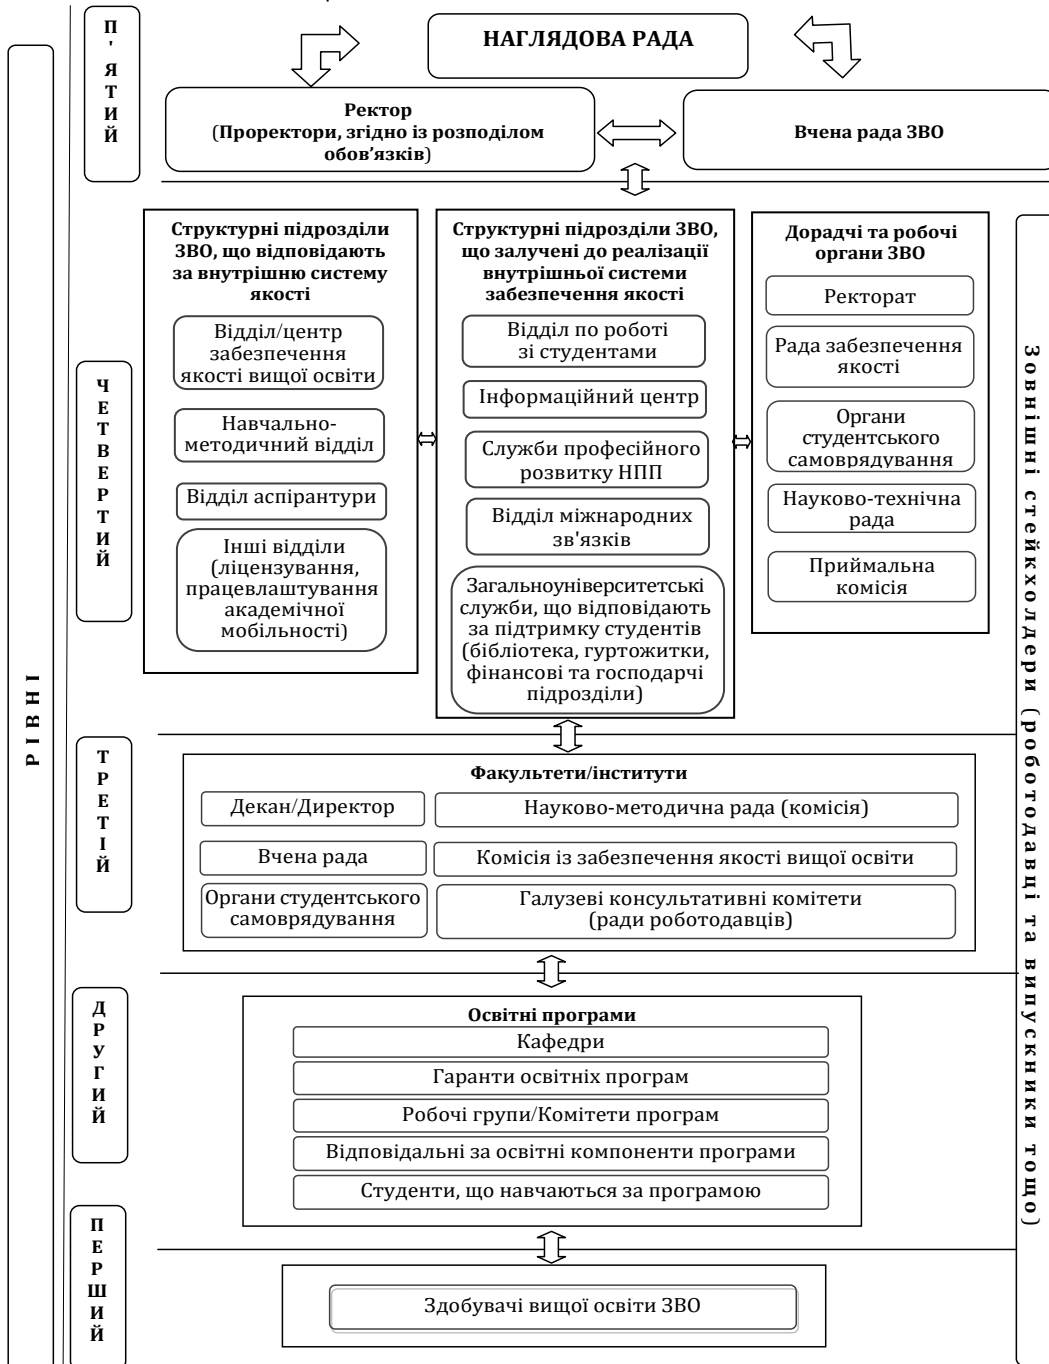 РІВНІ
П'ЯТИЙ
НАГЛЯДОВА РАДА
Ректор
(Проректори, згідно із розподілом
обов’язків)
Вчена рада ЗВО
ЧЕТВЕРТИЙ
Структурні підрозділи
ЗВО, що відповідають
за внутрішню систему
якості
Відділ/центр
забезпечення
якості вищої освіти
Навчально-
методичний відділ
Відділ аспірантури
Інші відділи
(ліцензування,
працевлаштування
академічної
мобільності)
Структурні підрозділи ЗВО,
що залучені до реалізації
внутрішньої системи
забезпечення якості
Відділ по роботі
зі студентами
Інформаційний центр
Служби професійного
розвитку НПП
Відділ міжнародних
зв'язків
Загальноуніверситетські
служби, що відповідають
за підтримку студентів
(бібліотека, гуртожитки,
фінансові та господарчі
підрозділи)
Дорадчі та робочі
органи ЗВО
Ректорат
Рада забезпечення
якості
Органи
студентського
самоврядування
Науково-технічна
рада
Приймальна
комісія
ТРЕТІЙ
Факультети/інститути
Декан/Директор
Науково-методична рада (комісія)
Вчена рада
Комісія із забезпечення якості вищої освіти
Органи студентського
самоврядування
Галузеві консультативні комітети
(ради роботодавців)
ДРУГИЙ
Освітні програми
Кафедри
Гаранти освітніх програм
Робочі групи/Комітети програм
Відповідальні за освітні компоненти програми
Студенти, що навчаються за програмою
ПЕРШИЙ
Здобувачі вищої освіти ЗВО
Зовнішні стейкхолдери (роботодавці та випускники тощо)